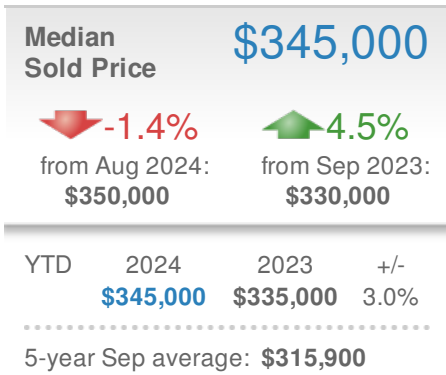 Median
Sold Price
$345,000
-1.4%
from Aug 2024:
$350,000
4.5%
from Sep 2023:
$330,000
YTD 2024 2023 +/-
$345,000 $335,000 3.0%
5-year Sep average: $315,900